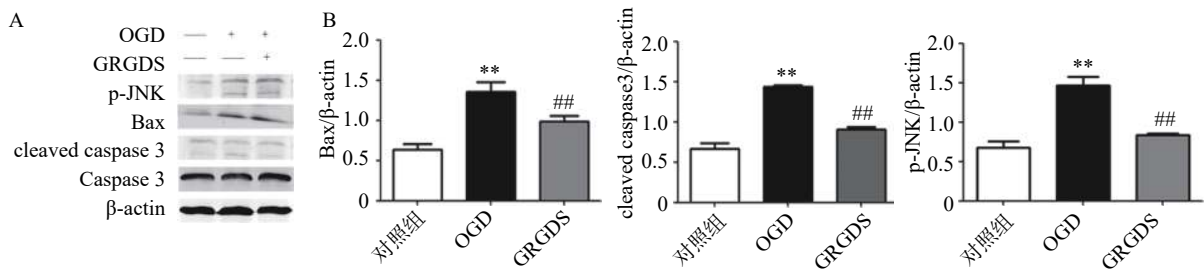 A
OGD — + +
GRGDS — — +
p-JNK
Bax
cleaved caspase 3
Caspase 3
β-actin
B
Bax/β-actin
2.0
1.5
1.0
0.5
0.0
**
##
对照组
OGD
GRGDS
cleaved caspase3/β-actin
2.0
1.5
1.0
0.5
0.0
**
##
对照组
OGD
GRGDS
p-JNK/β-actin
2.0
1.5
1.0
0.5
0.0
**
##
对照组
OGD
GRGDS